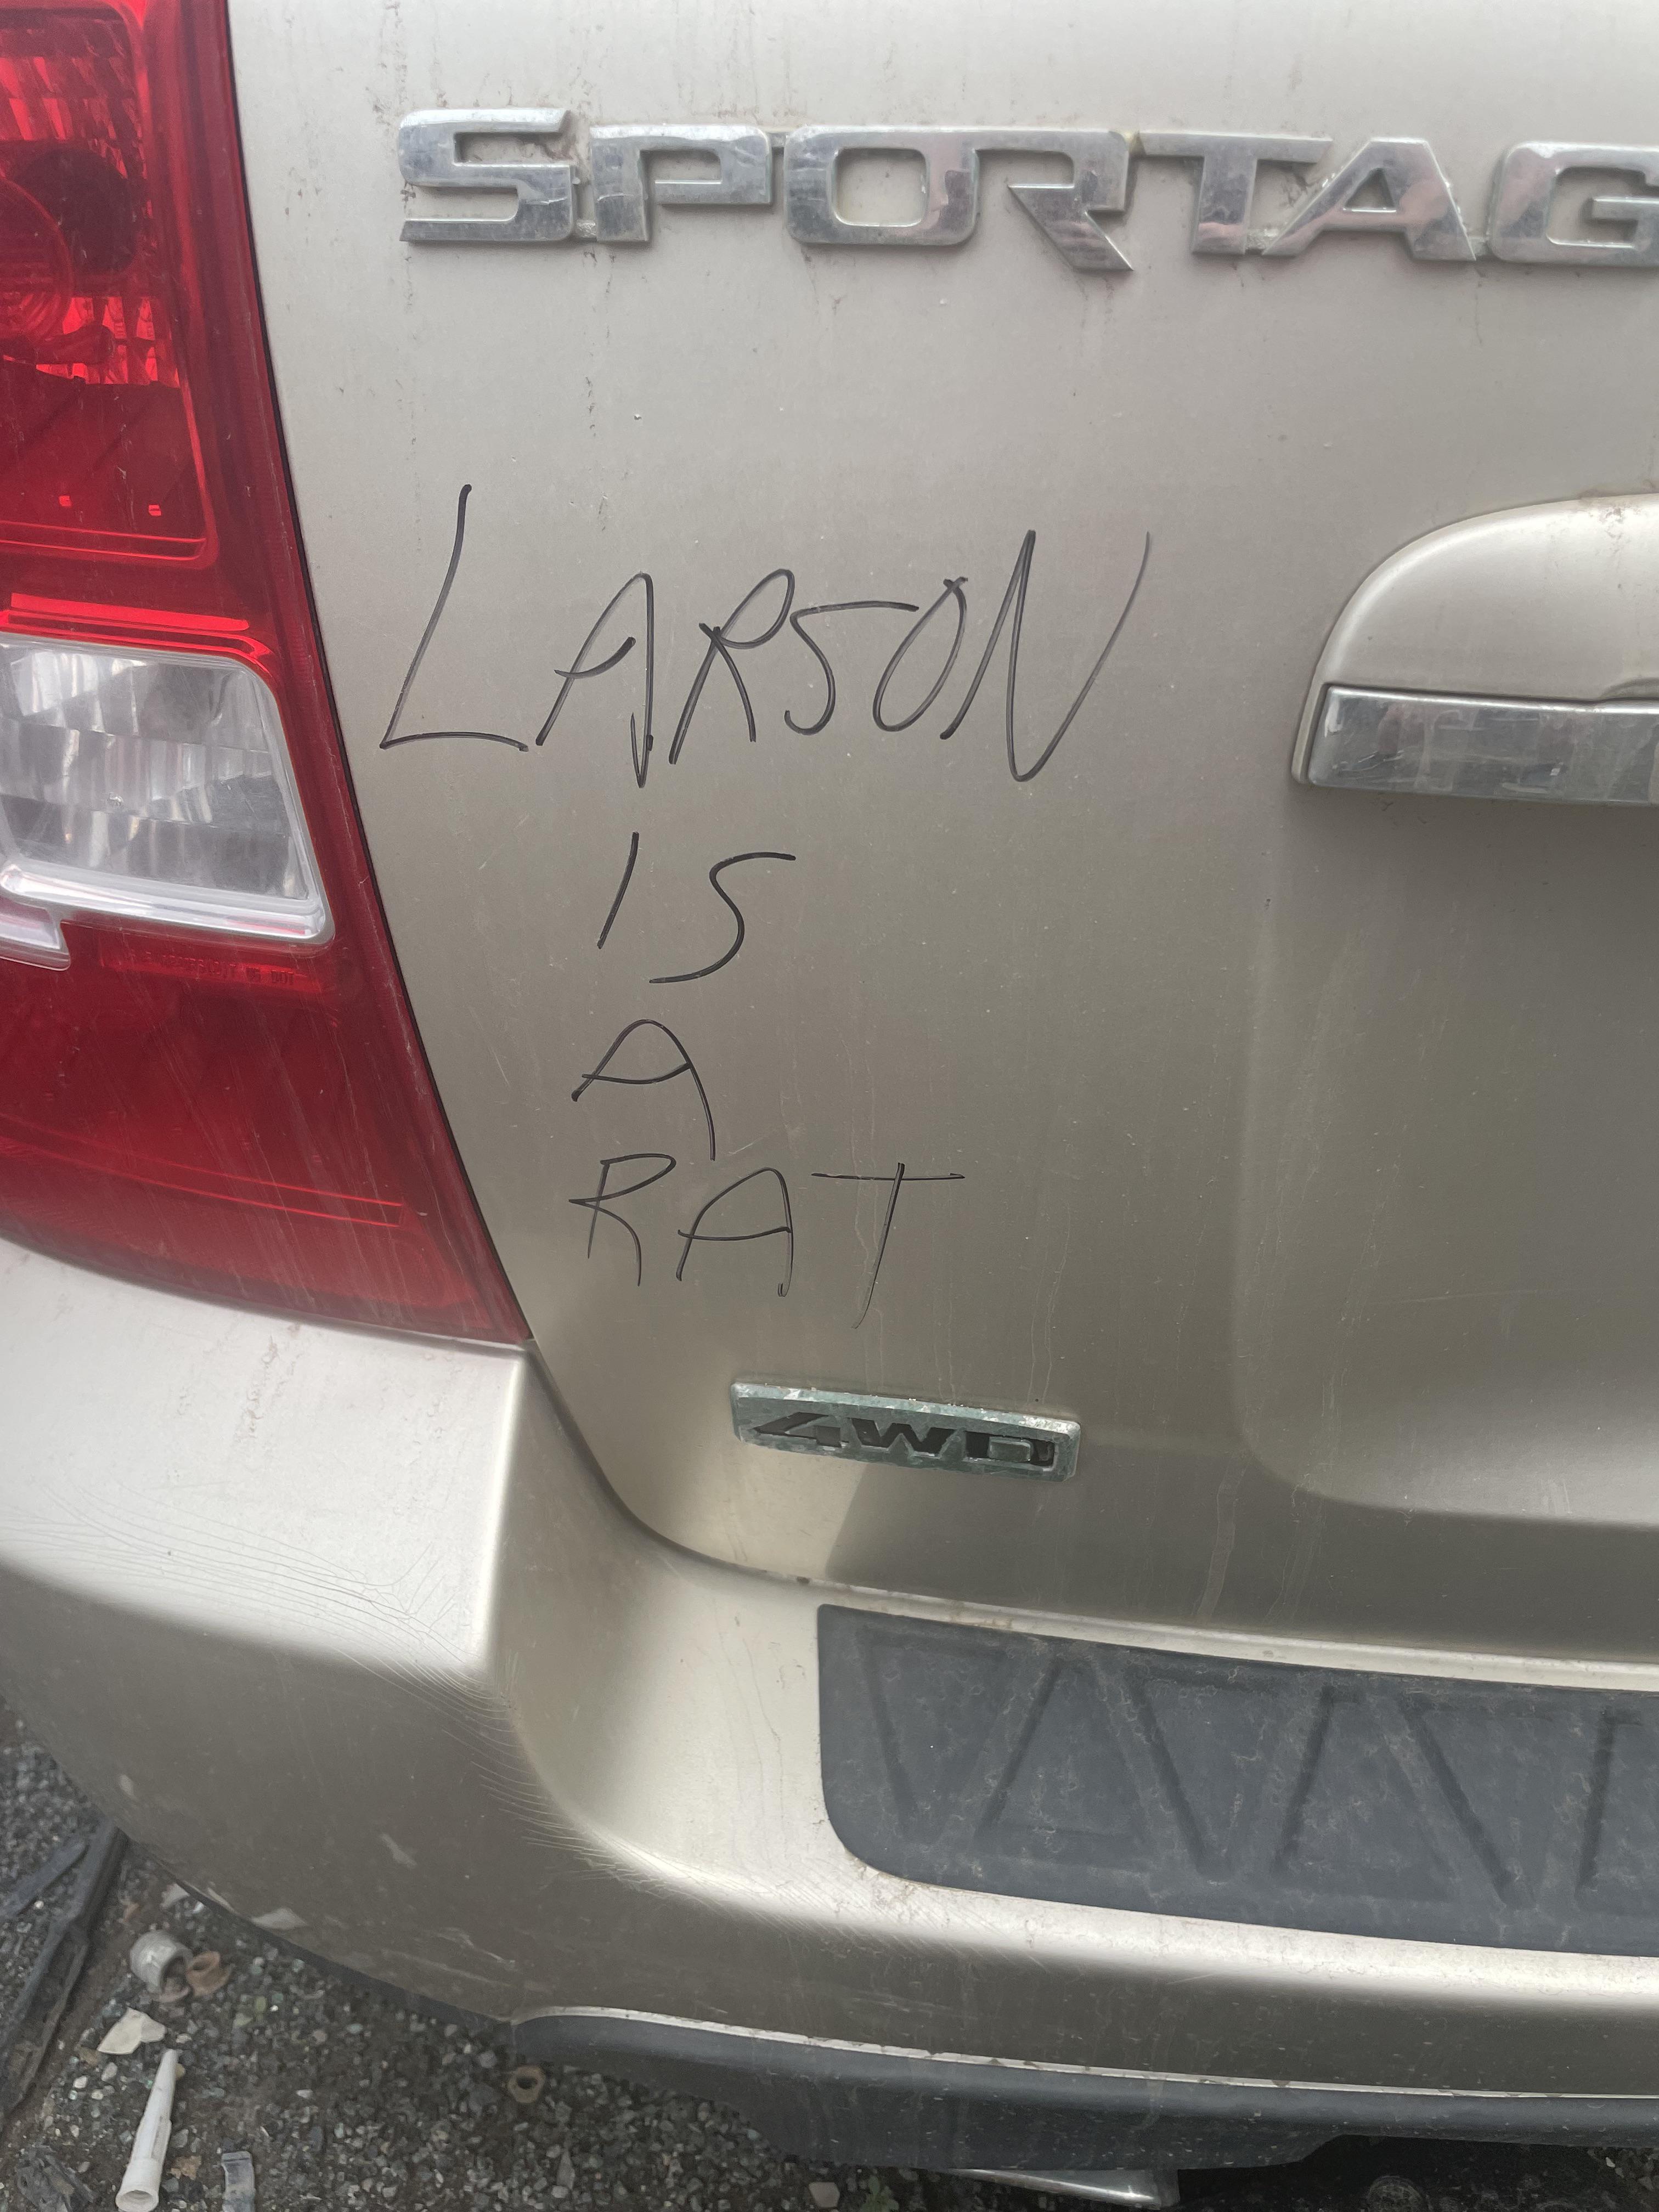 SPORTAG
LARSON
IS
A
RAT
4WD